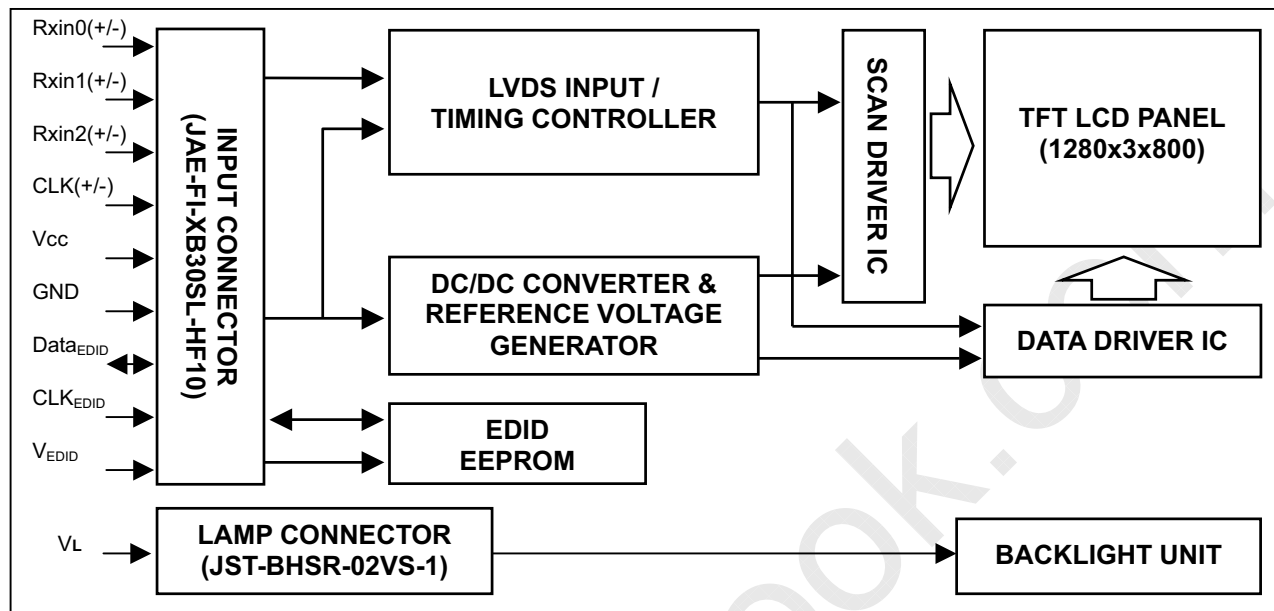 Rxin0(+/-)
Rxin1(+/-)
Rxin2(+/-)
CLK(+/-)
Vcc
GND
DataEDID
CLKEDID
VEDID
VL
INPUT CONNECTOR
(JAE-FI-XB30SL-HF10)
LVDS INPUT /
TIMING CONTROLLER
DC/DC CONVERTER &
REFERENCE VOLTAGE
GENERATOR
EDID
EEPROM
LAMP CONNECTOR
(JST-BHSR-02VS-1)
SCAN DRIVER IC
TFT LCD PANEL
(1280x3x800)
DATA DRIVER IC
BACKLIGHT UNIT
ook.com